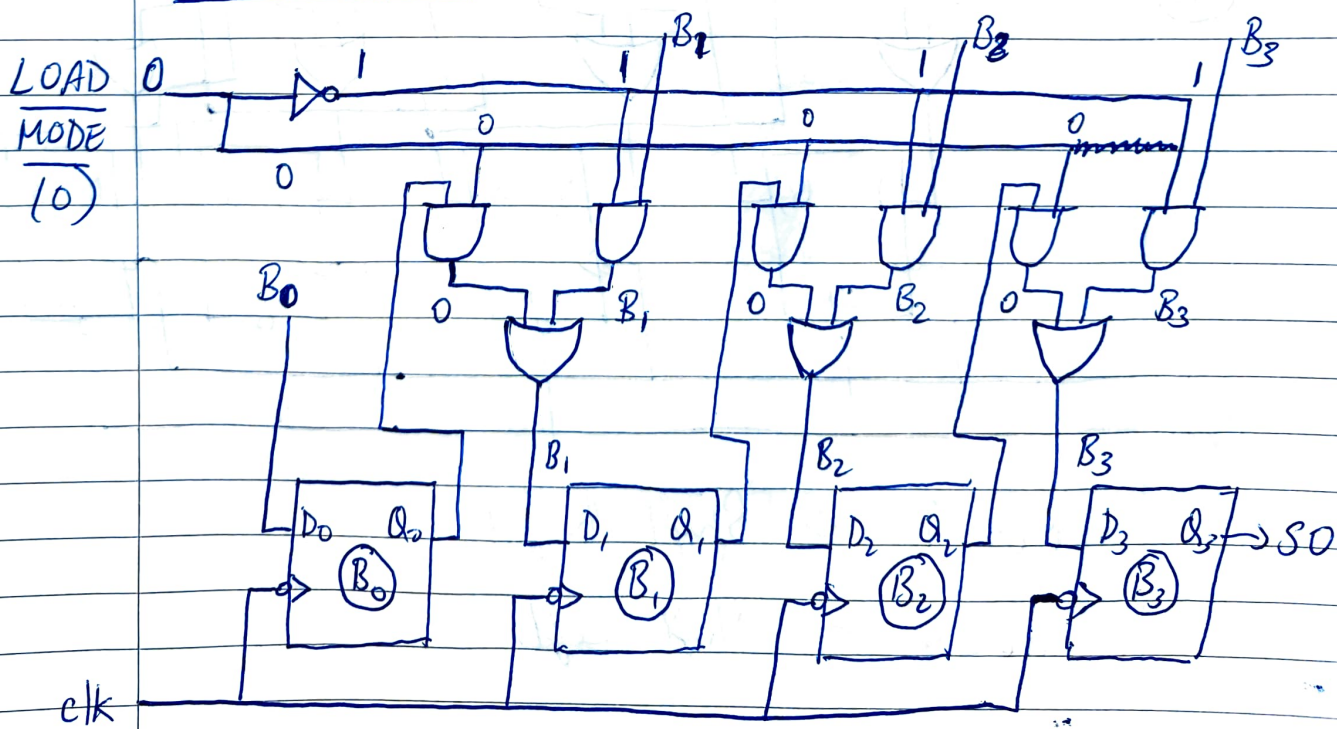 LOAD 0 1 1 B1 1 B2 1 B3
MODE 0 0 0
(0) 0
B0 0 B1 0 B2 0 B3
B1 B2 B3
D0 Q0 D1 Q1 D2 Q2 D3 Q3 → SO
B0 B1 B2 B3
clk